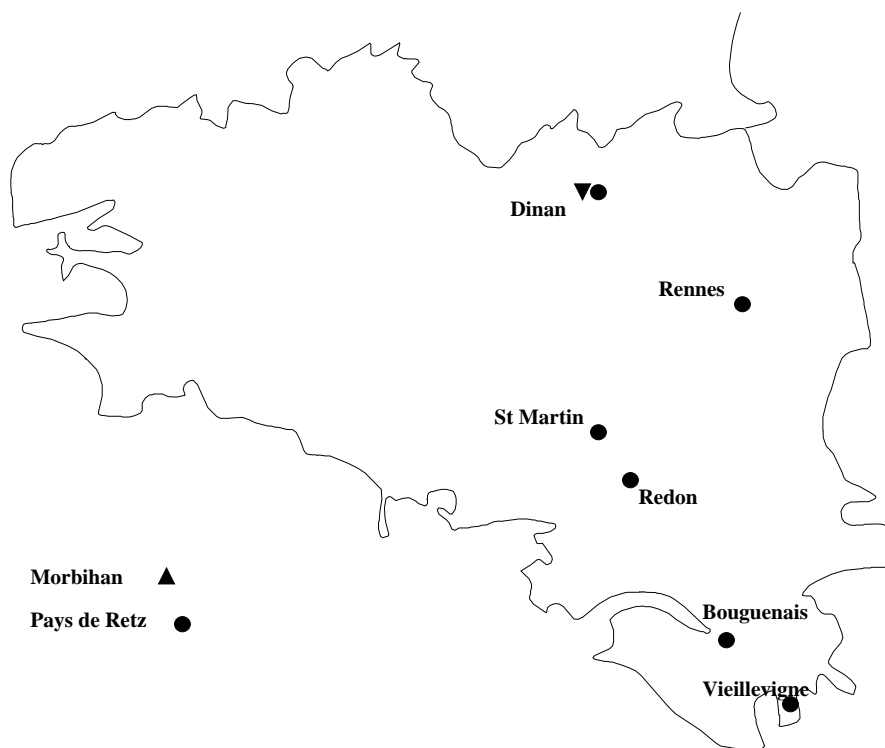 Dinan
Rennes
St Martin
Redon
Morbihan
Pays de Retz
Bouguenais
Vieillevigne